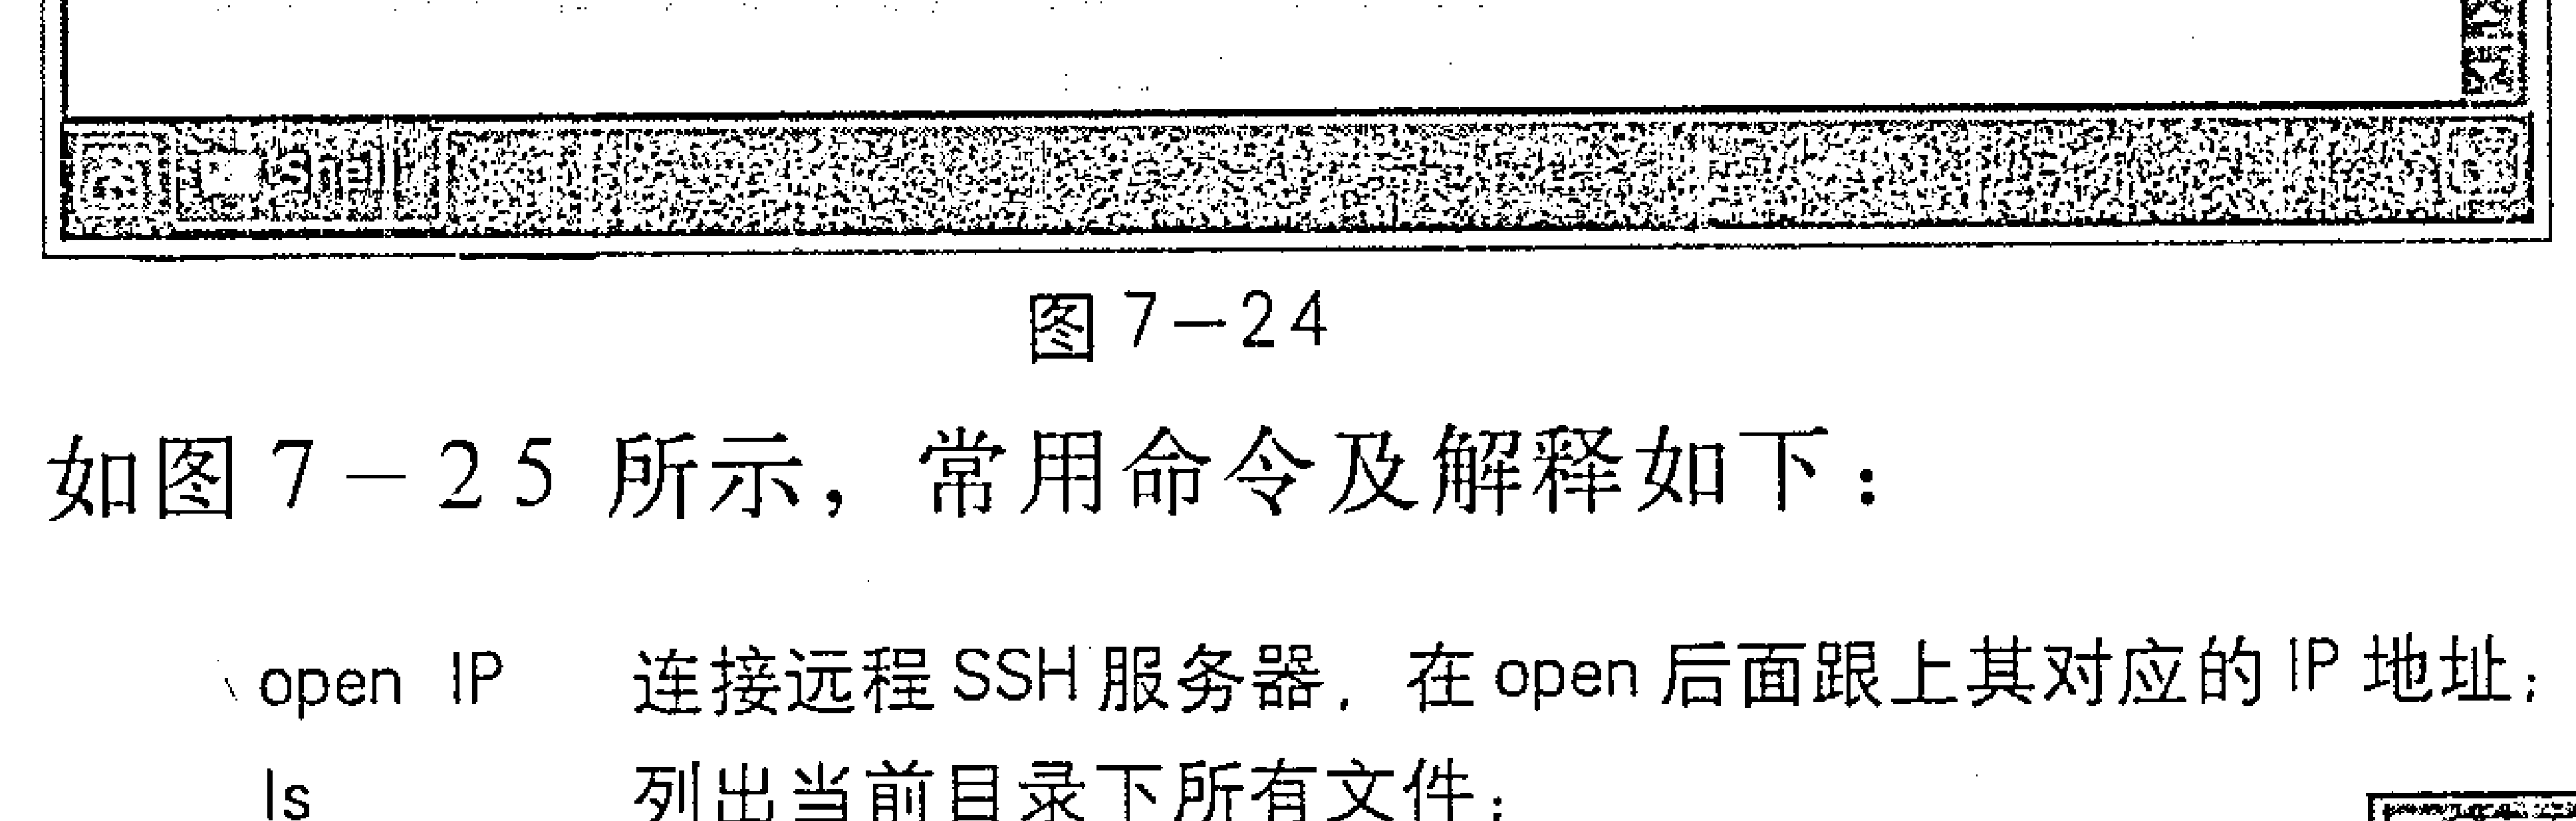 Shell
图 7-24
如图 7-25 所示，常用命令及解释如下：
open IP 连接远程 SSH 服务器，在 open 后面跟上其对应的 IP 地址；
ls 列出当前目录下所有文件；